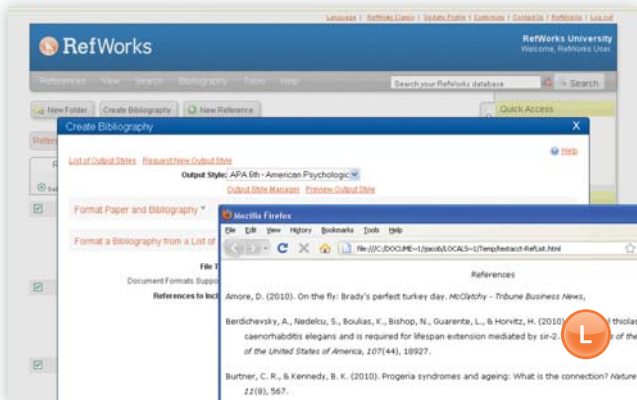 Language | RefWorks Classic | Update Profile | Customize | Contact Us | RefMobile | Log out
RefWorks
RefWorks University
Welcome, RefWorks User.
References View Search Bibliography Tools Help
Search your RefWorks database
Search
New Folder
Create Bibliography
New Reference
Quick Access
Create Bibliography
X
Help
List of Output Styles Request New Output Style
Output Style: APA 6th - American Psychologic
Output Style Manager Preview Output Style
Format Paper and Bibliography
Format a Bibliography from a List of
File T
Document Formats Suppo
References to Incl
Mozilla Firefox
File Edit View History Bookmarks Tools Help
file:///C:/DOCUME~1/jacob/LOCALS~1/Temp/testacct-RefList.html
References
Amore, D. (2010). On the fly: Brady's perfect turkey day. McClatchy - Tribune Business News,
Berdichevsky, A., Nedelcu, S., Boulias, K., Bishop, N., Guarente, L., & Horvitz, H. (2010) thiolas
caenorhabditis elegans and is required for lifespan extension mediated by sir-2. of the
of the United States of America, 107(44), 18927.
L
Burtner, C. R., & Kennedy, B. K. (2010). Progeria syndromes and ageing: What is the connection? Nature
11(8), 567.